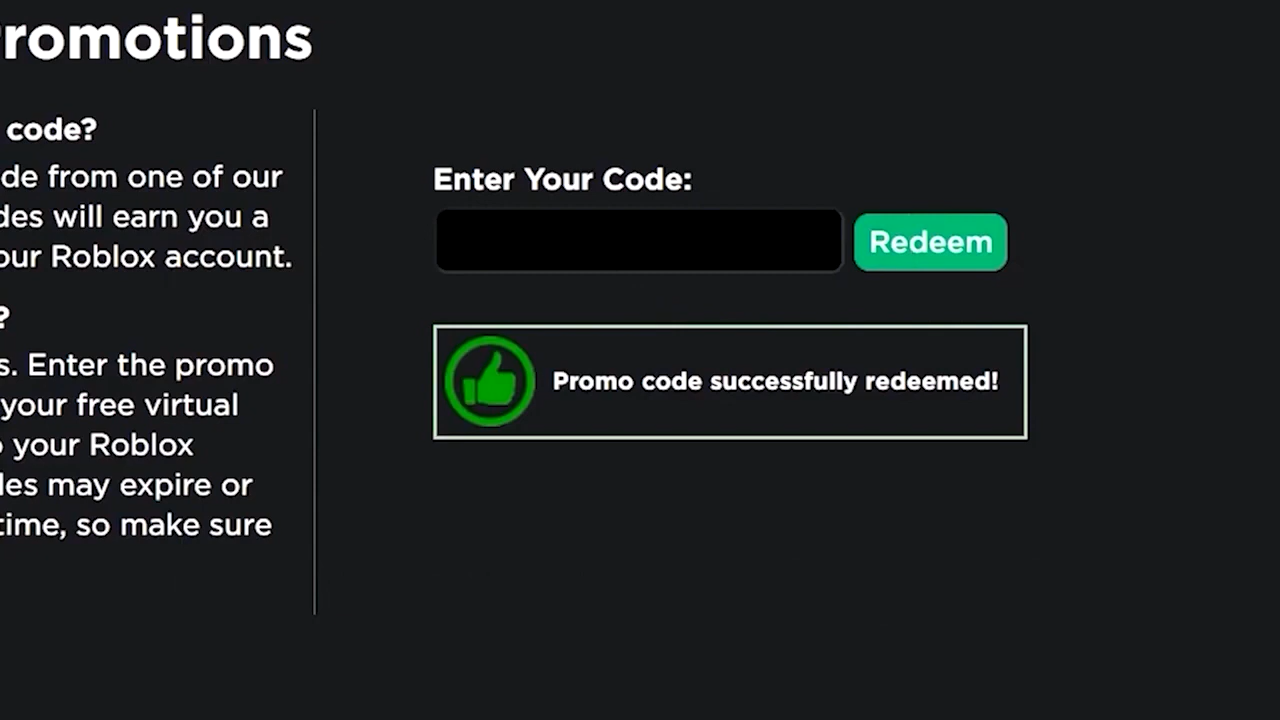 romotions
code?
de from one of our
des will earn you a
our Roblox account.
?
s. Enter the promo
your free virtual
o your Roblox
des may expire or
time, so make sure
Enter Your Code:
Redeem
Promo code successfully redeemed!